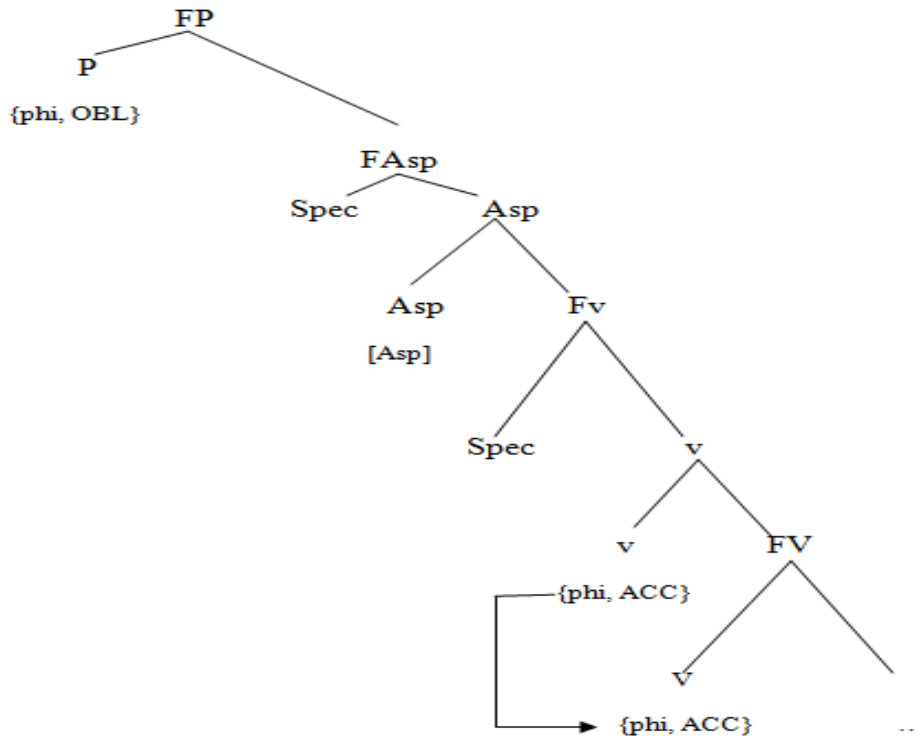 FP
P
{phi, OBL}
FAsp
Spec Asp
Asp Fv
[Asp]
Spec v
v FV
{phi, ACC}
V
{phi, ACC} ..